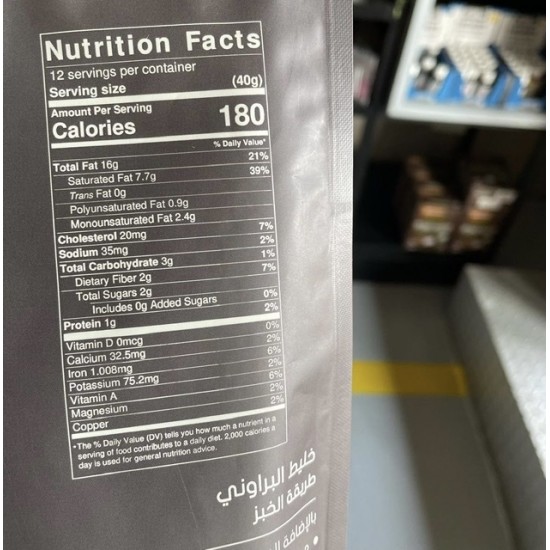 Nutrition Facts
12 servings per container
Serving size (40g)
Amount Per Serving
Calories 180
% Daily Value*
Total Fat 16g 21%
Saturated Fat 7.7g 39%
Trans Fat 0g
Polyunsaturated Fat 0.9g
Monounsaturated Fat 2.4g
Cholesterol 20mg 7%
Sodium 35mg 2%
Total Carbohydrate 3g 1%
Dietary Fiber 2g 7%
Total Sugars 2g
Includes 0g Added Sugars 0%
Protein 1g 2%
Vitamin D 0mcg 0%
Calcium 32.5mg 2%
Iron 1.008mg 6%
Potassium 75.2mg 2%
Vitamin A 6%
Magnesium 2%
Copper 2%
*The % Daily Value (DV) tells you how much a nutrient in a
serving of food contributes to a daily diet. 2,000 calories a
day is used for general nutrition advice.
خليط البراوني
طريقة الخبز
بالإضافة